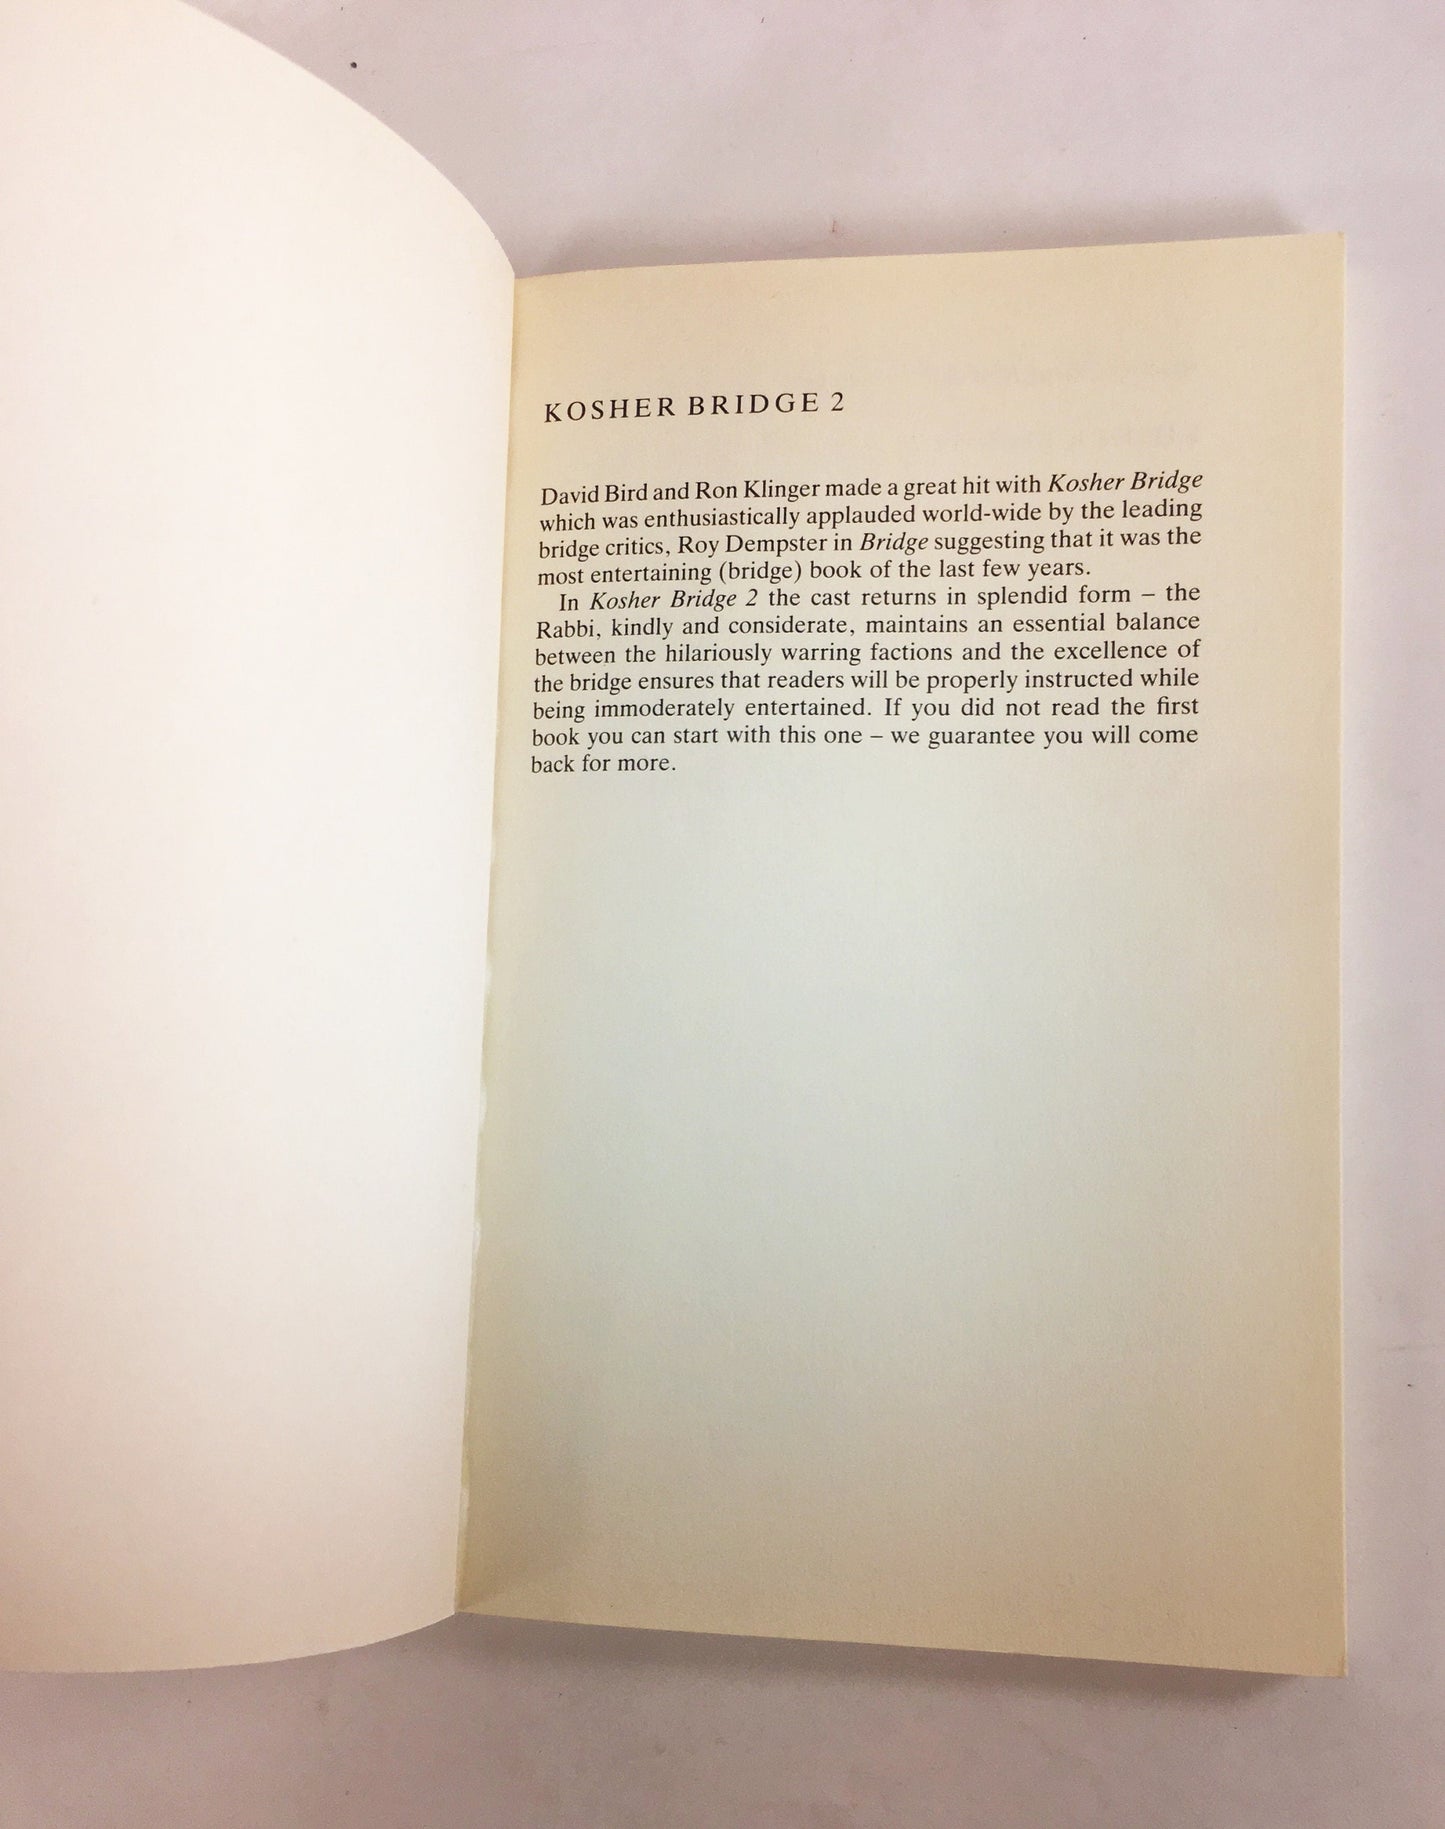 KOSHER BRIDGE 2
David Bird and Ron Klinger made a great hit with Kosher Bridge
which was enthusiastically applauded world-wide by the leading
bridge critics, Roy Dempster in Bridge suggesting that it was the
most entertaining (bridge) book of the last few years.
In Kosher Bridge 2 the cast returns in splendid form – the
Rabbi, kindly and considerate, maintains an essential balance
between the hilariously warring factions and the excellence of
the bridge ensures that readers will be properly instructed while
being immoderately entertained. If you did not read the first
book you can start with this one – we guarantee you will come
back for more.